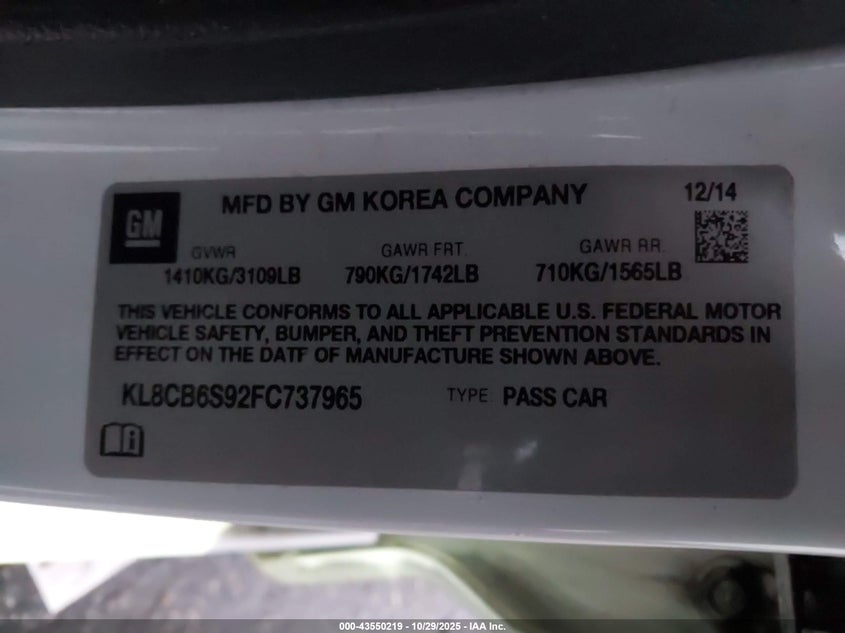 GM
MFD BY GM KOREA COMPANY
12/14
GVWR GAWR FRT. GAWR RR.
1410KG/3109LB 790KG/1742LB 710KG/1565LB
THIS VEHICLE CONFORMS TO ALL APPLICABLE U.S. FEDERAL MOTOR
VEHICLE SAFETY, BUMPER, AND THEFT PREVENTION STANDARDS IN
EFFECT ON THE DATE OF MANUFACTURE SHOWN ABOVE.
KL8CB6S92FC737965 TYPE: PASS CAR
000-43550219 - 10/29/2025 - IAA Inc.